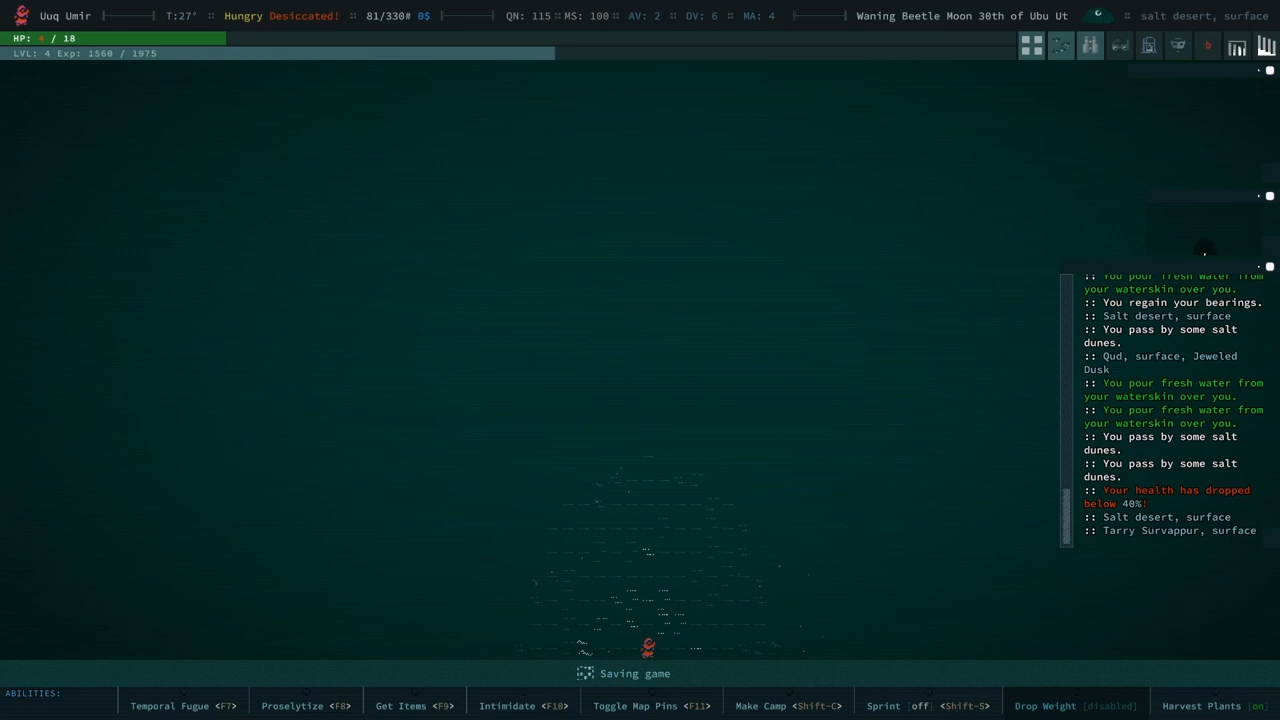 Uuq Umir T:27° :: Hungry Desiccated! :: 81/330# 0$ QN: 115 :: MS: 100 :: AV: 2 :: DV: 6 :: MA: 4 Waning Beetle Moon 30th of Ubu Ut :: salt desert, surface
HP: / 18
LVL: 4 Exp: 1560 / 1975
:: You pour fresh water from
your waterskin over you.
:: You regain your bearings.
:: Salt desert, surface
:: You pass by some salt
dunes.
:: Qud, surface, Jeweled
Dusk
:: You pour fresh water from
your waterskin over you.
:: You pour fresh water from
your waterskin over you.
:: You pass by some salt
dunes.
:: You pass by some salt
dunes.
:: Your health has dropped
below 40%!
:: Salt desert, surface
:: Tarry Survappur, surface
Saving game
ABILITIES: Temporal Fugue <F7> Proselytize <F8> Get Items <F9> Intimidate <F10> Toggle Map Pins <F11> Make Camp <Shift-C> Sprint [off] <Shift-S> Drop Weight [disabled] Harvest Plants [on]